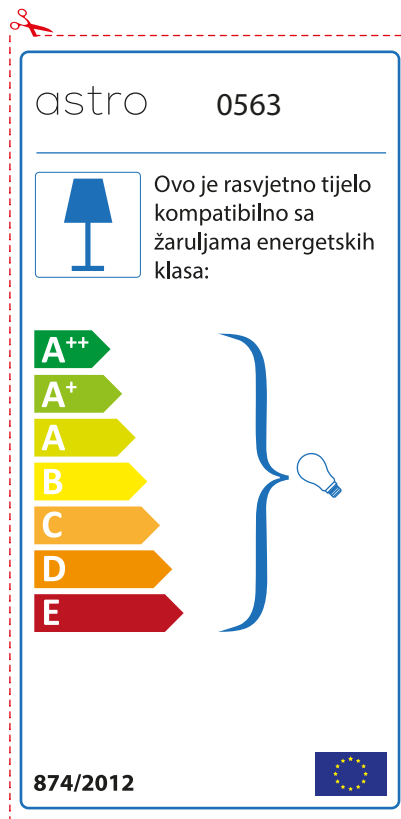 astro 0563
Ovo je rasvjetno tijelo
kompatibilno sa
žaruljama energetskih
klasa:
A++
A+
A
B
C
D
E
874/2012